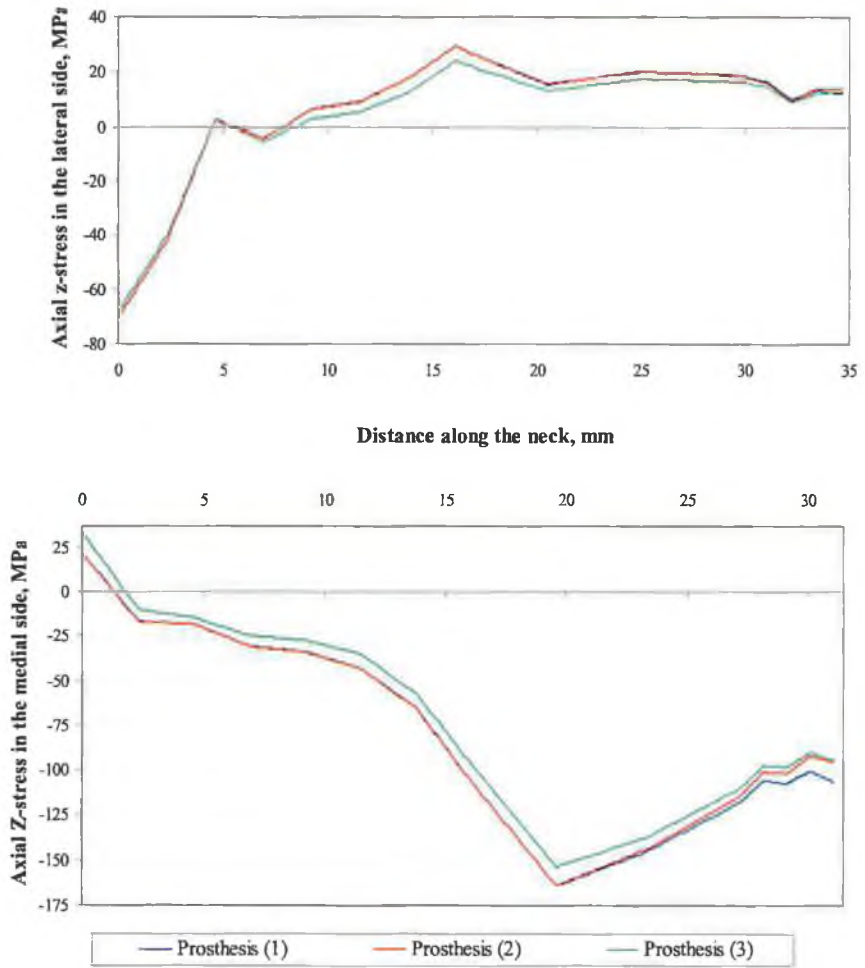 Axial z-stress in the lateral side, MPa
40
20
0
-20
-40
-60
-80
0 5 10 15 20 25 30 35
Distance along the neck, mm
0 5 10 15 20 25 30
Axial Z-stress in the medial side, MPa
25
0
-25
-50
-75
-100
-125
-150
-175
Prosthesis (1) Prosthesis (2) Prosthesis (3)